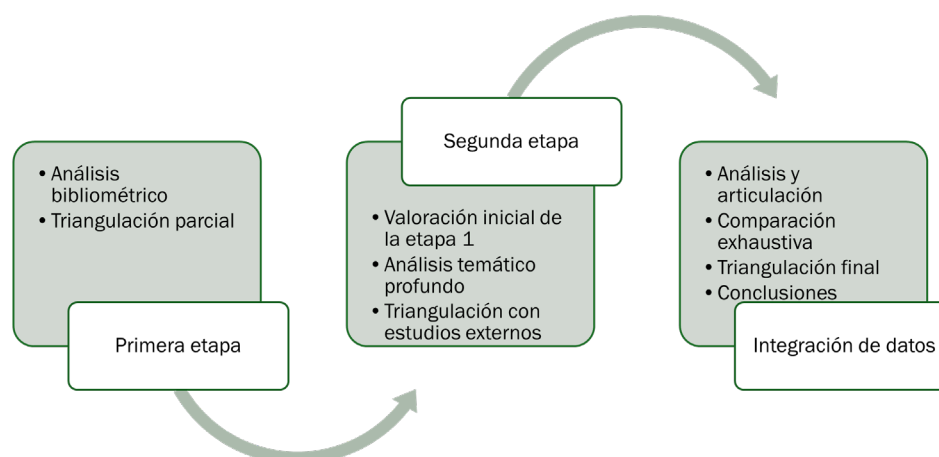 • Análisis
bibliométrico
• Triangulación parcial
Primera etapa
Segunda etapa
• Valoración inicial de
la etapa 1
• Análisis temático
profundo
• Triangulación con
estudios externos
• Análisis y
articulación
• Comparación
exhaustiva
• Triangulación final
• Conclusiones
Integración de datos